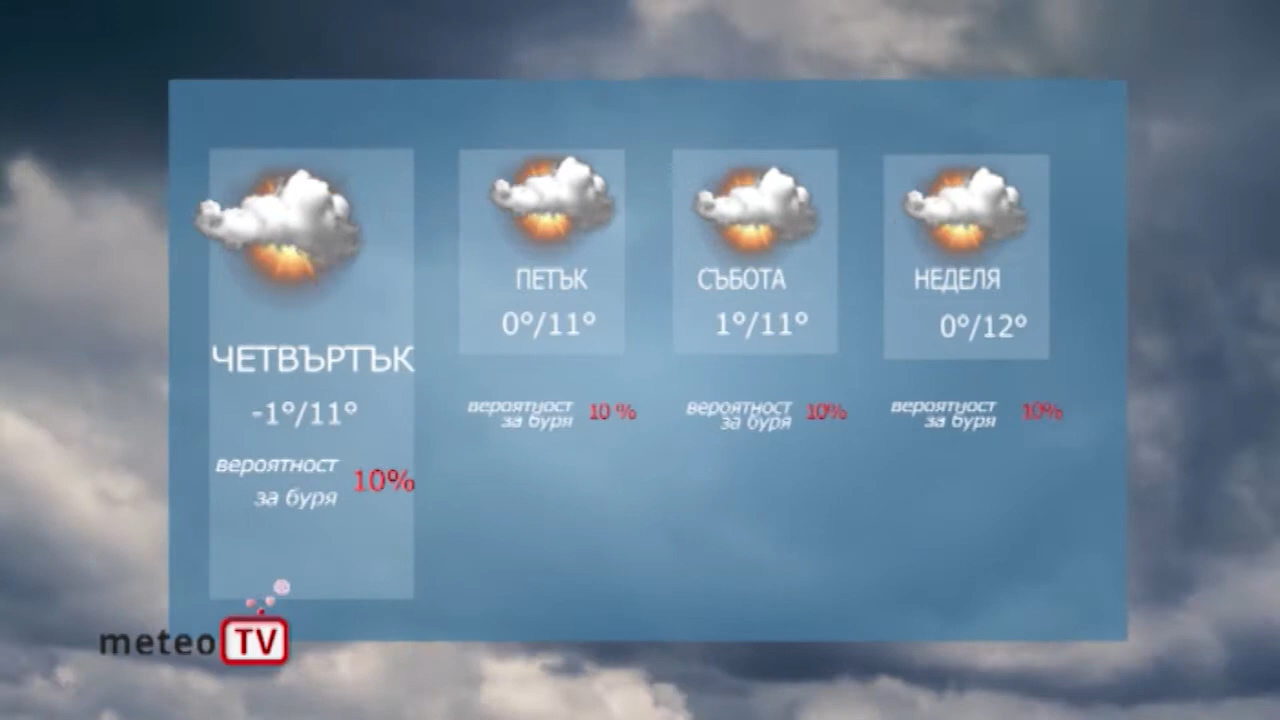 ЧЕТВЪРТЪК
-1°/11°
вероятност
за буря
10%
ПЕТЪК
0°/11°
вероятност
за буря
10 %
СЪБОТА
1°/11°
вероятност
за буря
10%
НЕДЕЛЯ
0°/12°
вероятност
за буря
10%
meteo TV